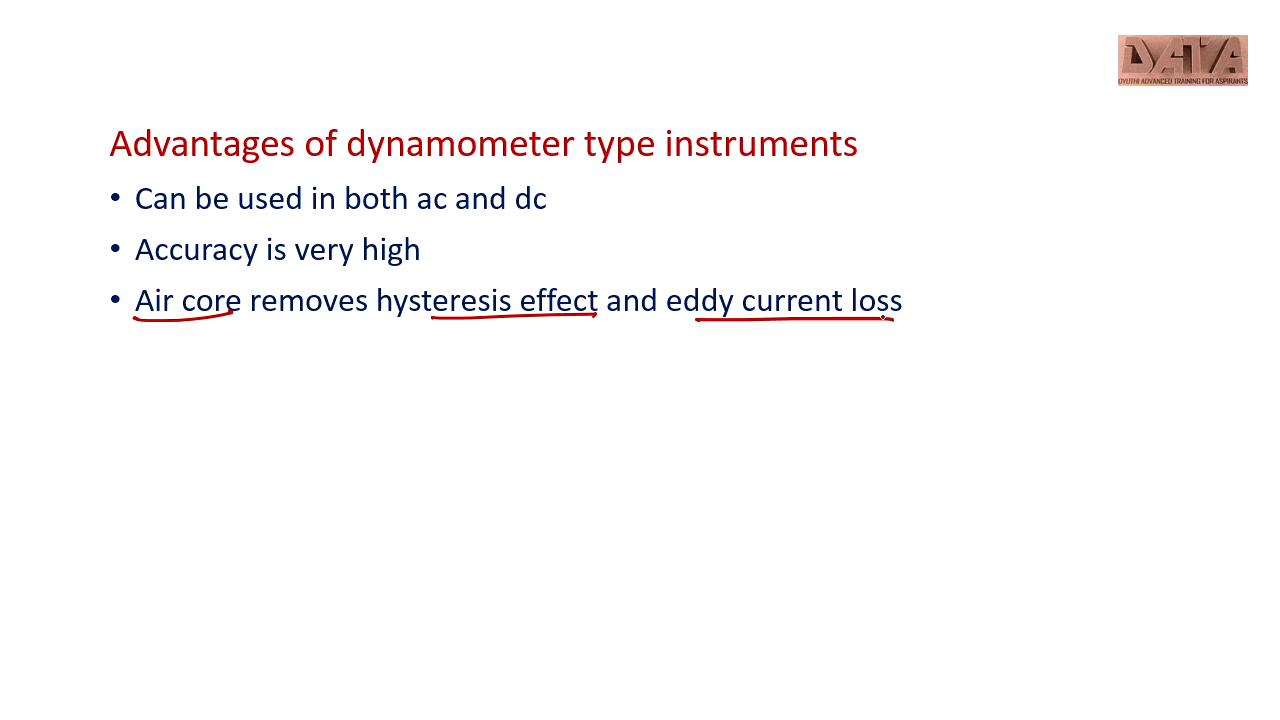 DATA
DYUTHI ADVANCED TRAINING FOR ASPIRANTS
Advantages of dynamometer type instruments
• Can be used in both ac and dc
• Accuracy is very high
• Air core removes hysteresis effect and eddy current loss